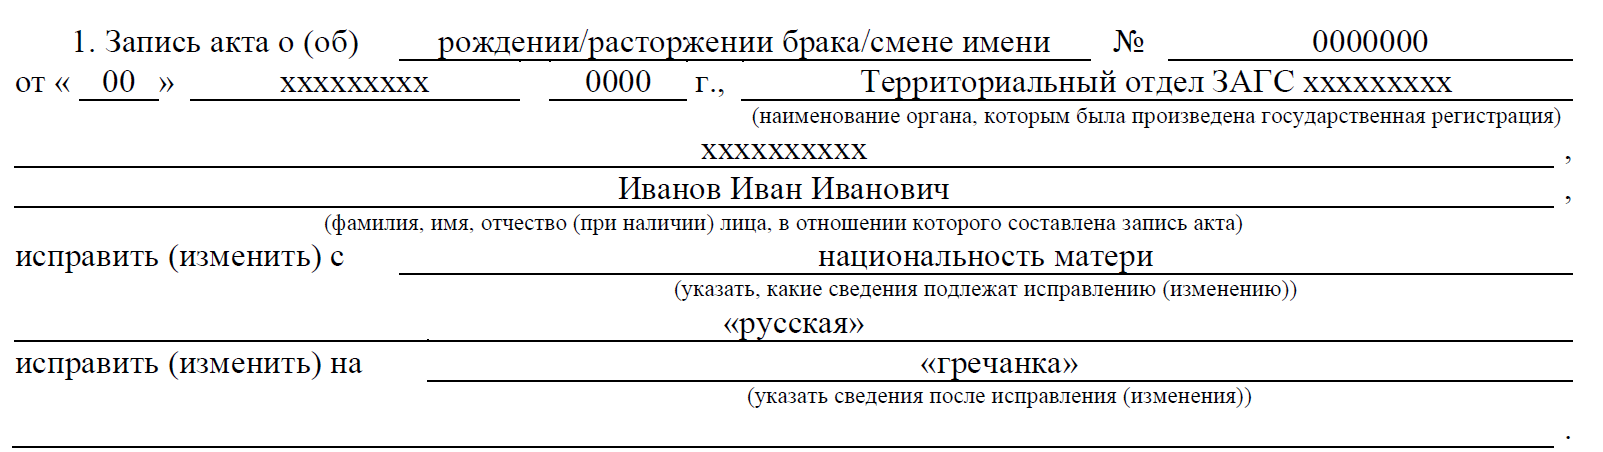 1. Запись акта о (об) рождении/расторжении брака/смене имени № 0000000
от « 00 » ххххххххх 0000 г., Территориальный отдел ЗАГС ххххххххх
(наименование органа, которым была произведена государственная регистрация)
хххххххххх ,
Иванов Иван Иванович ,
(фамилия, имя, отчество (при наличии) лица, в отношении которого составлена запись акта)
исправить (изменить) с национальность матери
(указать, какие сведения подлежат исправлению (изменению))
«русская»
исправить (изменить) на «гречанка»
(указать сведения после исправления (изменения))
.